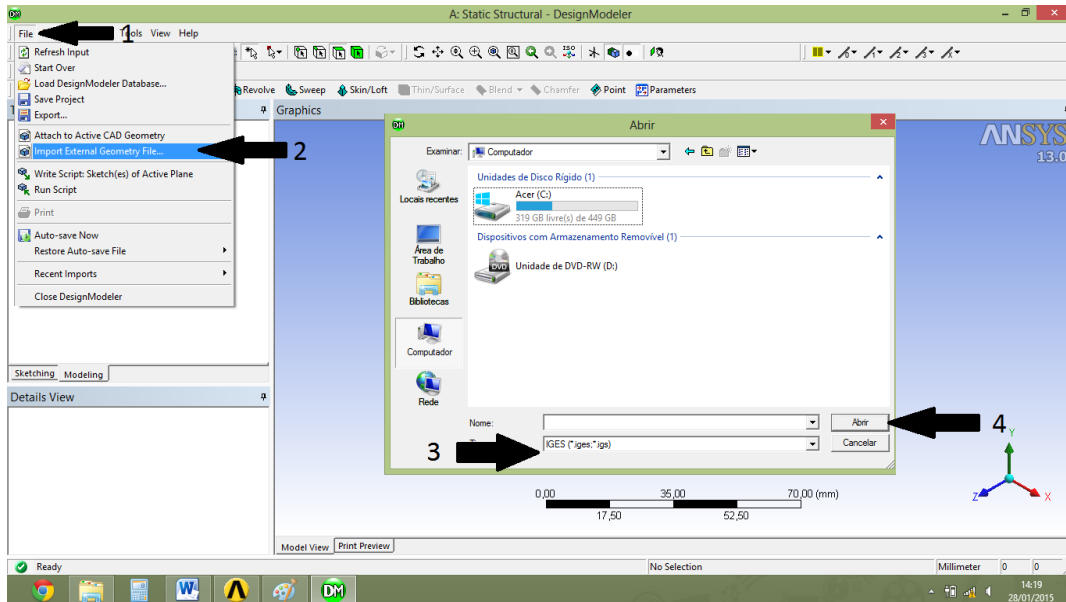 A: Static Structural - DesignModeler
File Tools View Help
1
Refresh Input
Start Over
Load DesignModeler Database...
Save Project
Export...
Attach to Active CAD Geometry
Import External Geometry File...
2
Write Script: Sketch(es) of Active Plane
Run Script
Print
Auto-save Now
Restore Auto-save File
Recent Imports
Close DesignModeler
Revolve Sweep Skin/Loft Thin/Surface Blend Chamfer Point Parameters
Graphics
ANSYS
13.0
Abrir
Examinar: Computador
Locais recentes
Área de Trabalho
Bibliotecas
Computador
Rede
Unidades de Disco Rígido (1)
Acer (C:)
319 GB livre(s) de 449 GB
Dispositivos com Armazenamento Removível (1)
DVD Unidade de DVD-RW (D:)
Nome:
Abrir
4
3
IGES (*.iges;*.igs)
Cancelar
Sketching Modeling
Details View
0,00 35,00 70,00 (mm)
17,50 52,50
Y
Z X
Model View Print Preview
Ready No Selection Millimeter 0 0
DM
14:19
28/01/2015